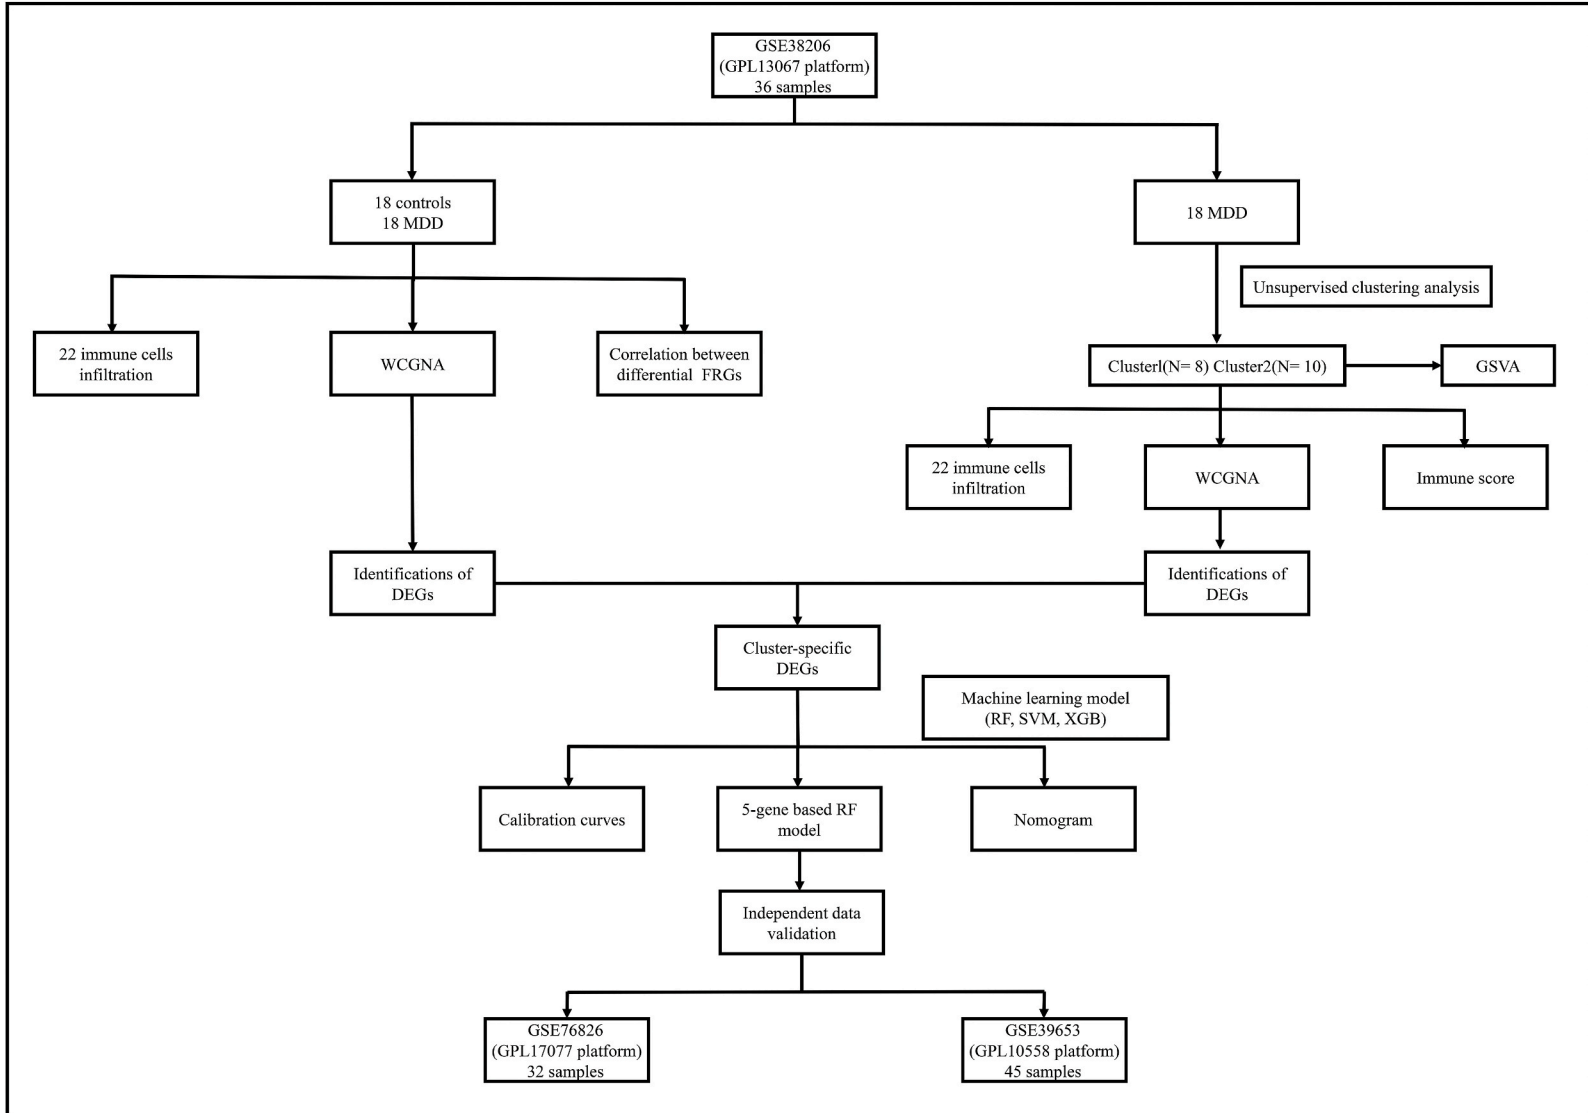 GSE38206
(GPL13067 platform)
36 samples
18 controls
18 MDD
18 MDD
Unsupervised clustering analysis
22 immune cells
infiltration
WCGNA
Correlation between
differential FRGs
Clusterl(N= 8) Cluster2(N= 10)
GSVA
22 immune cells
infiltration
WCGNA
Immune score
Identifications of
DEGs
Identifications of
DEGs
Cluster-specific
DEGs
Machine learning model
(RF, SVM, XGB)
Calibration curves
5-gene based RF
model
Nomogram
Independent data
validation
GSE76826
(GPL17077 platform)
32 samples
GSE39653
(GPL10558 platform)
45 samples